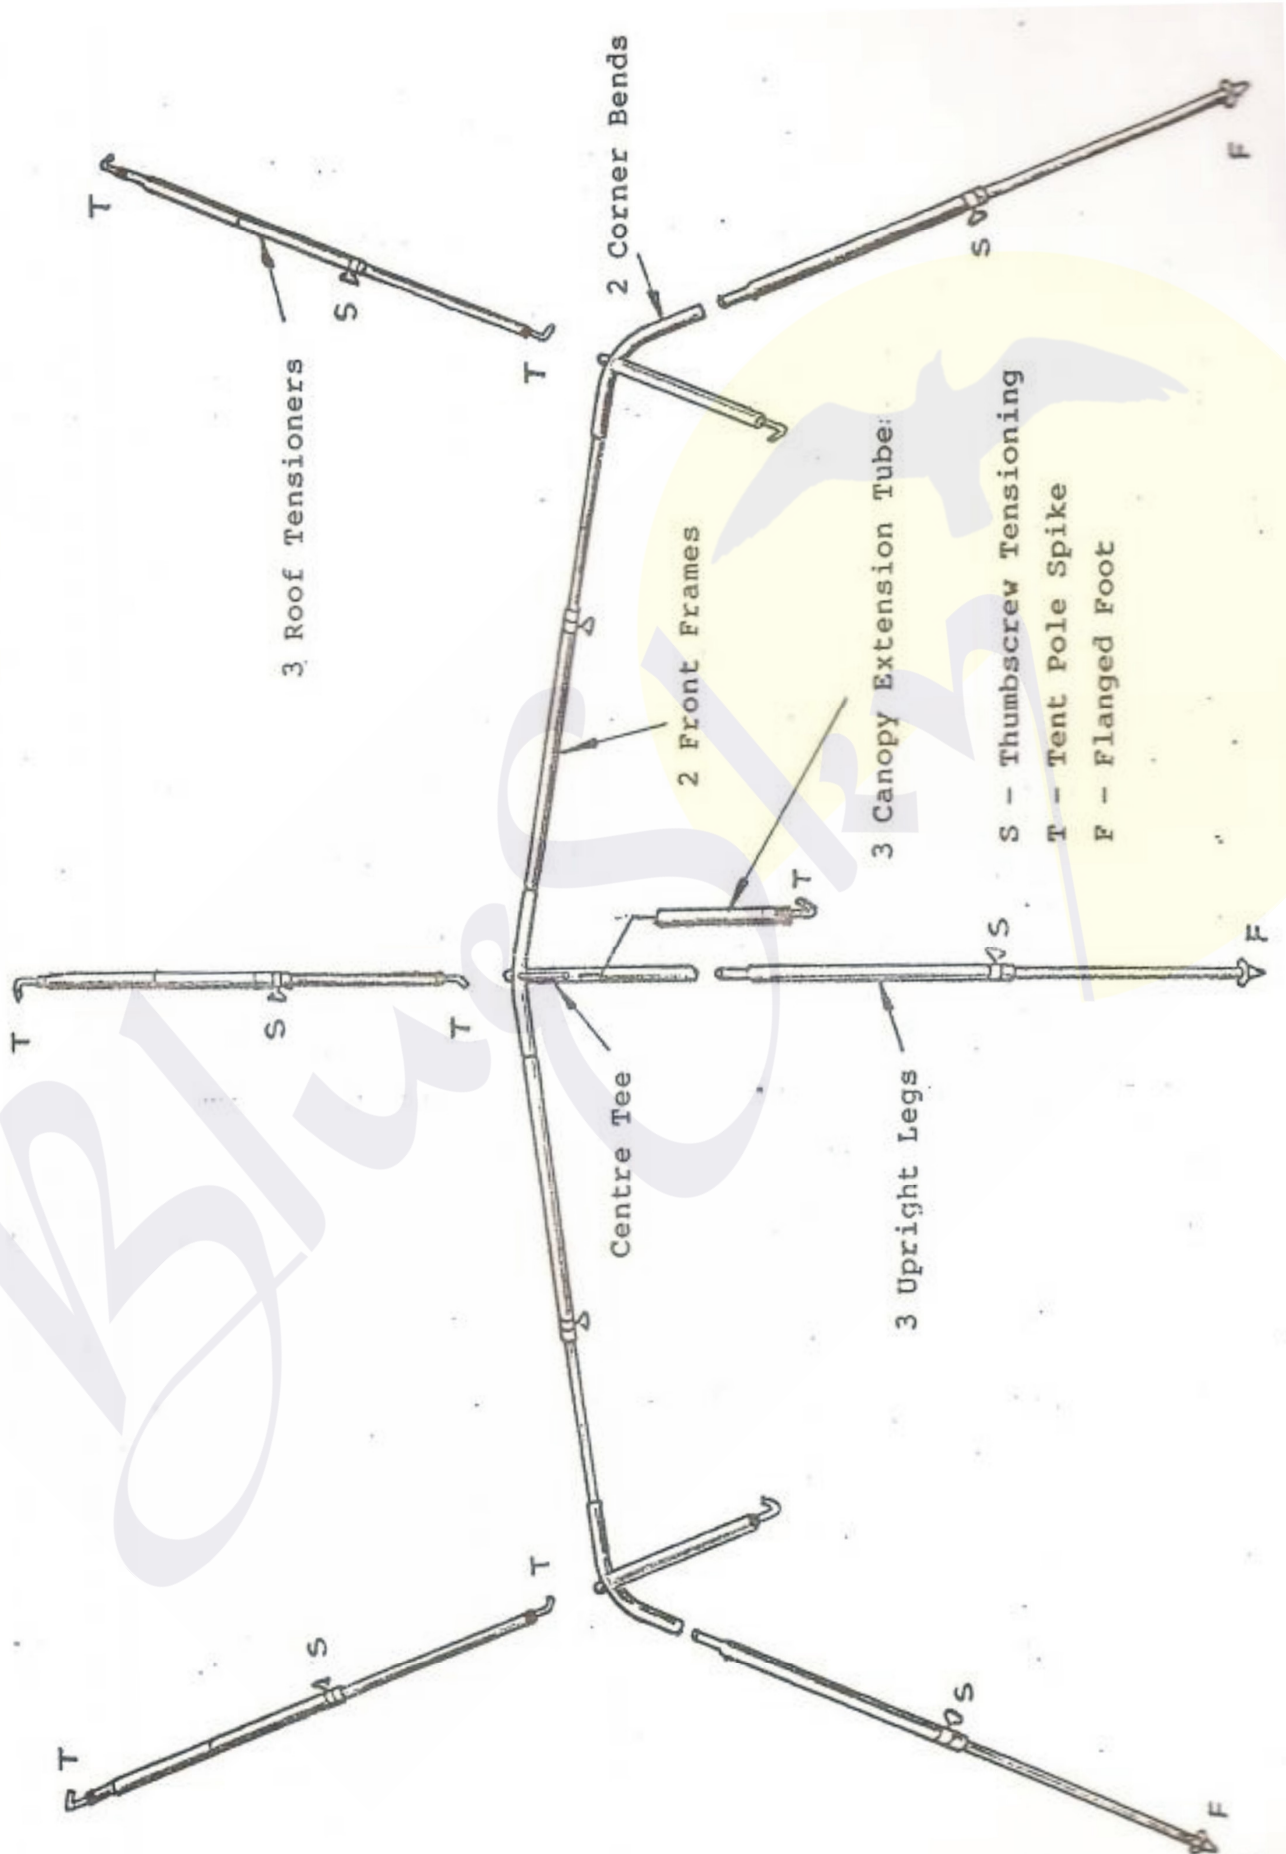 T
T
T
S
3 Roof Tensioners
S
S
T
T
T
Centre Tee
2 Corner Bends
2 Front Frames
T
3 Canopy Extension Tube:
3 Upright Legs
S
S
S
S - Thumbscrew Tensioning
T - Tent Pole Spike
F - Flanged Foot
F
F
F
BlueSky